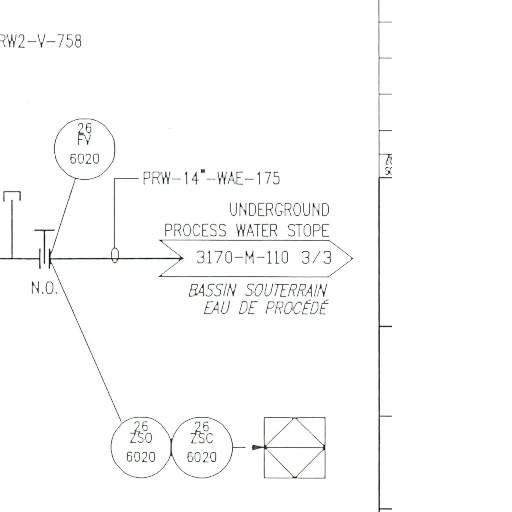 RW2-V-758
26
FV
6020
PRW-14"-WAE-175
UNDERGROUND
PROCESS WATER STOPE
3170-M-110 3/3
N.O.
BASSIN SOUTERRAIN
EAU DE PROCÉDÉ
26
ZSO
6020
26
ZSC
6020